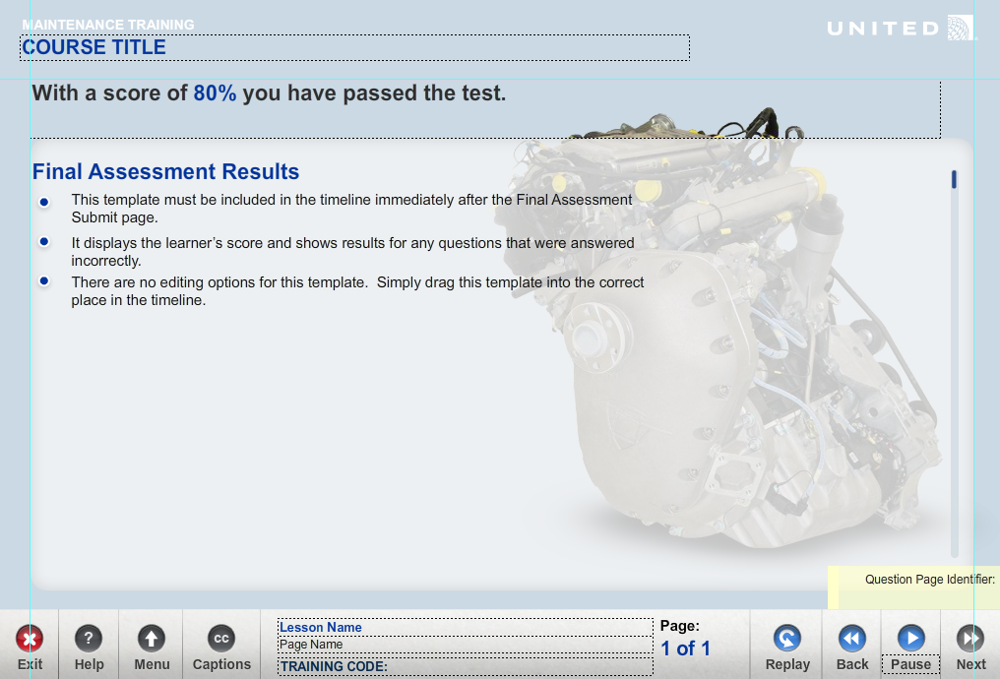 MAINTENANCE TRAINING
UNITED
COURSE TITLE
With a score of 80% you have passed the test.
Final Assessment Results
This template must be included in the timeline immediately after the Final Assessment
Submit page.
It displays the learner's score and shows results for any questions that were answered
incorrectly.
There are no editing options for this template.  Simply drag this template into the correct
place in the timeline.
Question Page Identifier:
Exit
?
Help
Menu
CC
Captions
Lesson Name
Page Name
TRAINING CODE:
Page:
1 of 1
Replay
Back
Pause
Next